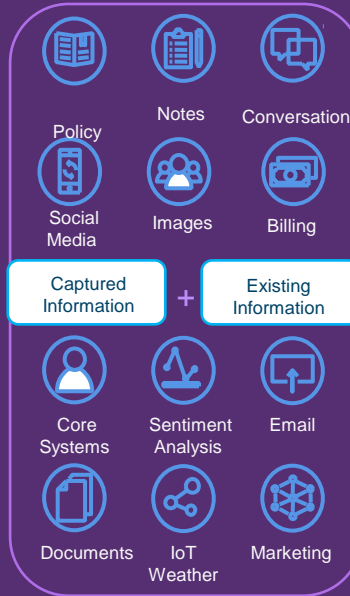 Policy
Notes
Conversation
Social
Media
Images
Billing
Captured
Information
+
Existing
Information
Core
Systems
Sentiment
Analysis
Email
Documents
IoT
Weather
Marketing